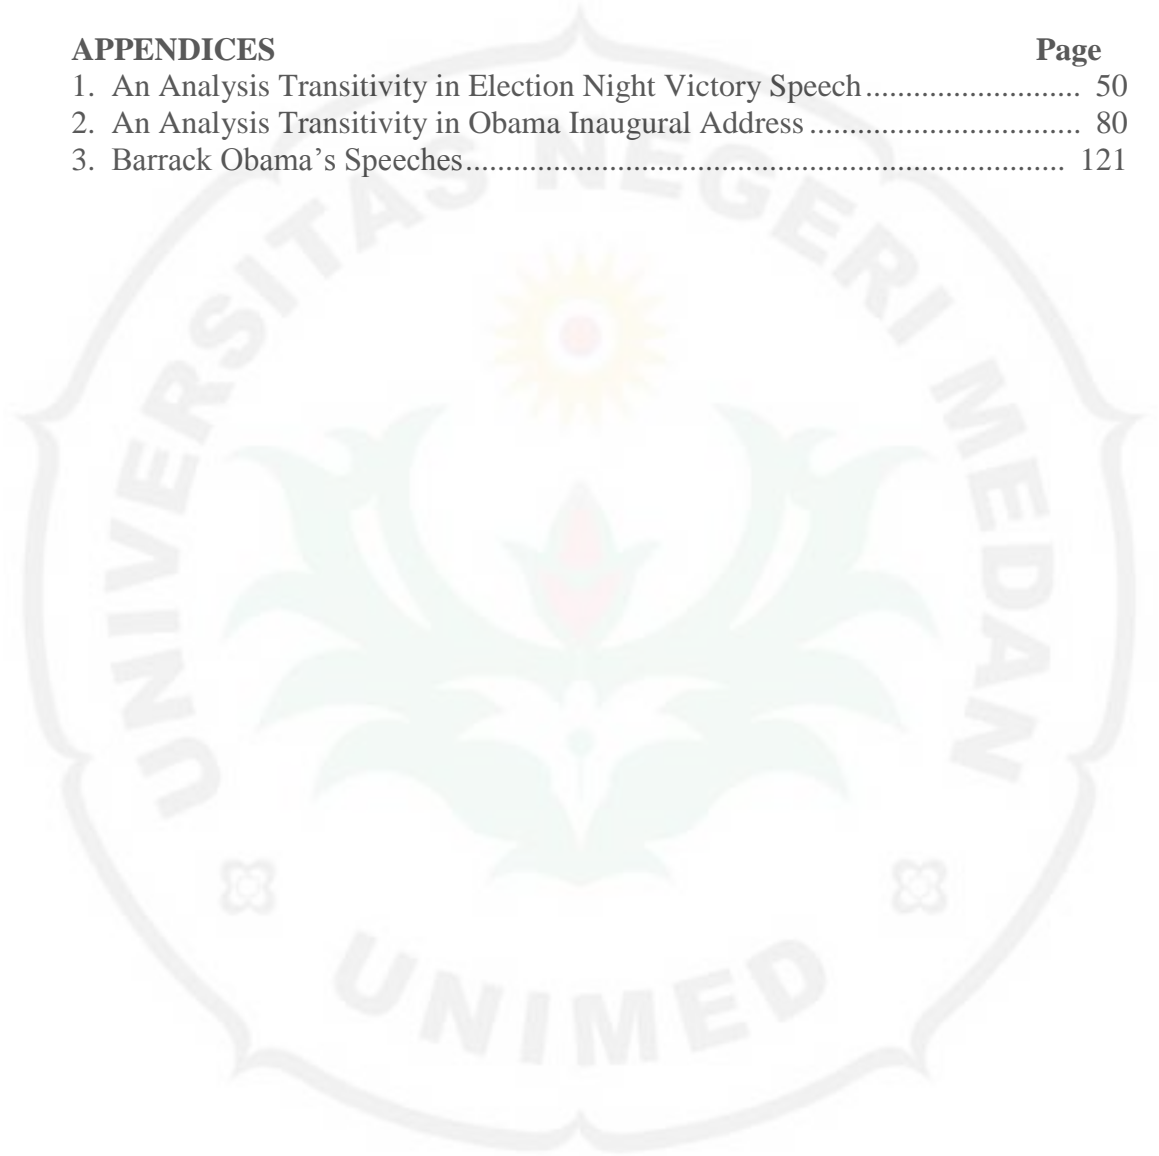 APPENDICES Page
1. An Analysis Transitivity in Election Night Victory Speech.......................... 50
2. An Analysis Transitivity in Obama Inaugural Address ................................. 80
3. Barrack Obama’s Speeches......................................................................... 121
UNIVERSITAS NEGERI MEDAN
UNIMED